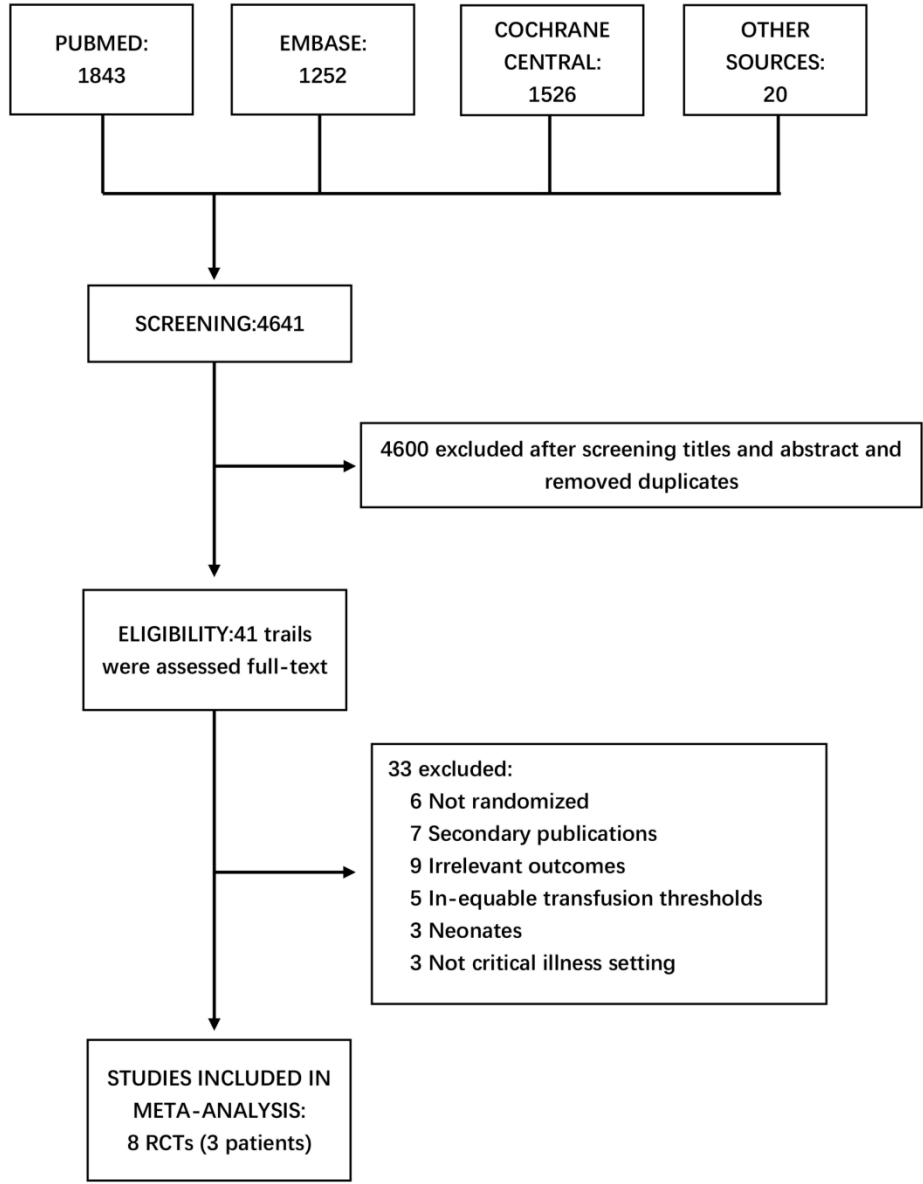 PUBMED:
1843
EMBASE:
1252
COCHRANE
CENTRAL:
1526
OTHER
SOURCES:
20
SCREENING:4641
4600 excluded after screening titles and abstract and
removed duplicates
ELIGIBILITY:41 trails
were assessed full-text
33 excluded:
6 Not randomized
7 Secondary publications
9 Irrelevant outcomes
5 In-equable transfusion thresholds
3 Neonates
3 Not critical illness setting
STUDIES INCLUDED IN
META-ANALYSIS:
8 RCTs (3 patients)